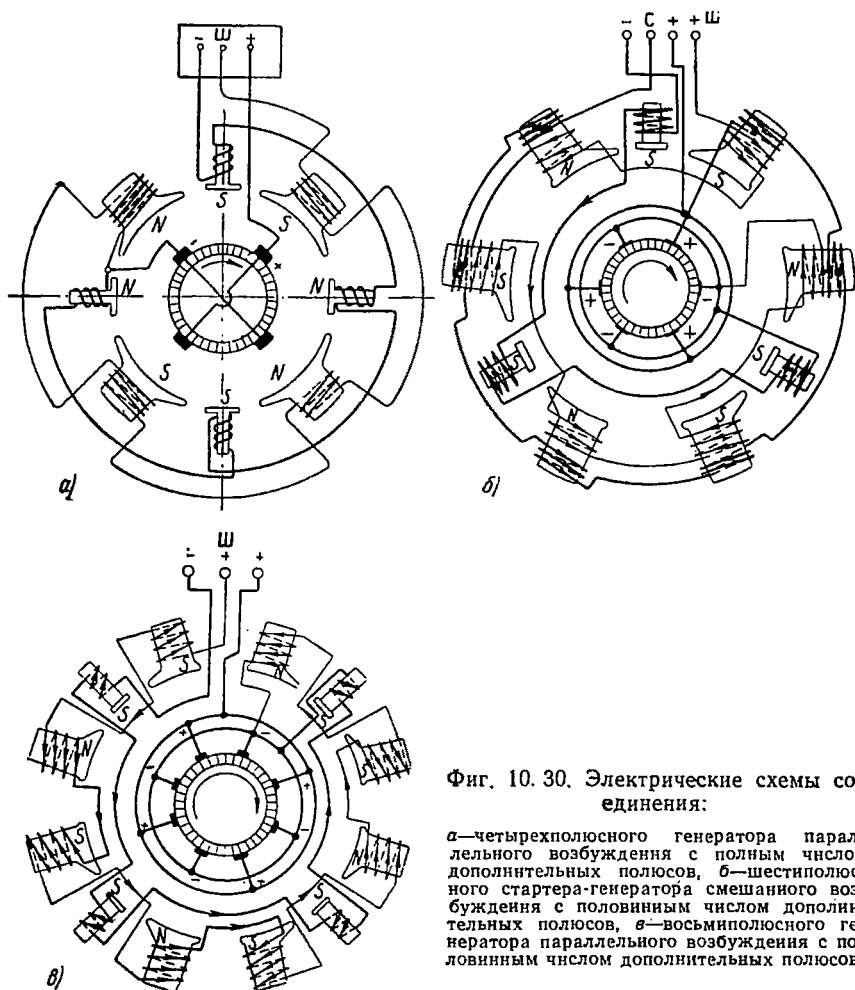 - Ш +
- С + + Ш
S
N
S
N
N
S
N
S
а)
N
S
S
- +
S
N
+ -
- +
S
S
N
S
б)
Ш
- + +
S
N
S
S
N
S
+ -
- +
+ -
- +
S
N
S
S
N
S
в)
Фиг. 10. 30. Электрические схемы со
единения:
а—четырехполюсного генератора парал
лельного возбуждения с полным число
дополнительных полюсов, б—шестиполюс
ного стартера-генератора смешанного воз
буждения с половинным числом дополни
тельных полюсов, в—восьмиполюсного ге
нератора параллельного возбуждения с по
ловинным числом дополнительных полюсов